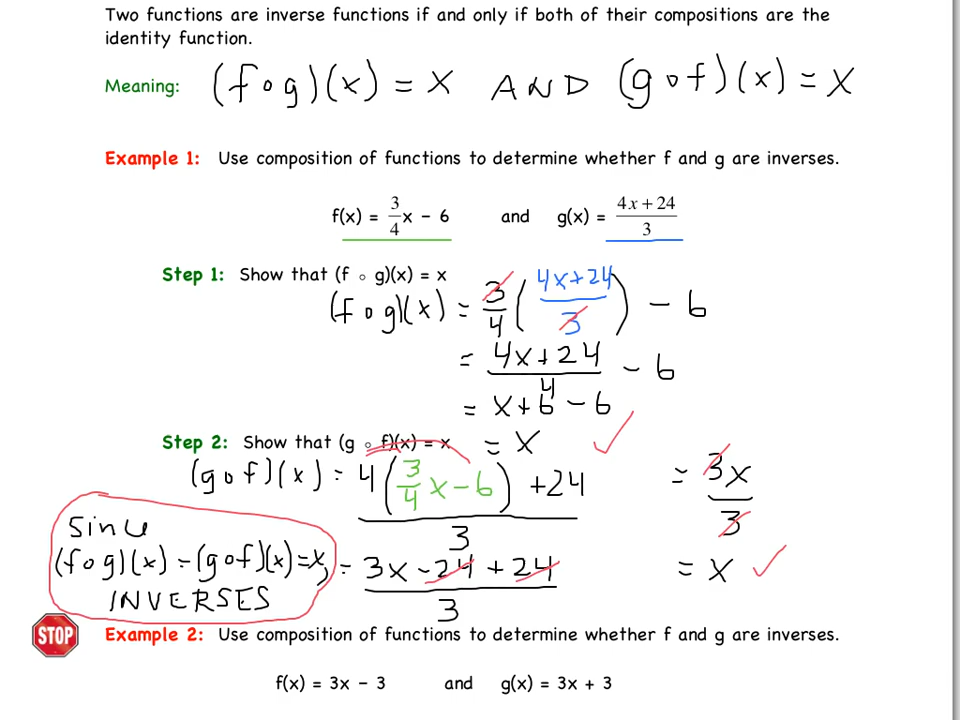 Two functions are inverse functions if and only if both of their compositions are the
identity function.
Meaning: (f∘g)(x) = x AND (g∘f)(x) = x
Example 1: Use composition of functions to determine whether f and g are inverses.
f(x) = 3/4 x – 6 and g(x) = (4x + 24)/3
Step 1: Show that (f ∘ g)(x) = x
(f∘g)(x) = 3/4 ((4x+24)/3) – 6
= (4x+24)/4 – 6
= x + 6 – 6
= x ✓
Step 2: Show that (g ∘ f)(x) = x
(g∘f)(x) = (4(3/4 x – 6) + 24)/3
= (3x – 24 + 24)/3
= 3x/3
= x ✓
Since
(f∘g)(x) = (g∘f)(x) = x,
INVERSES
STOP
Example 2: Use composition of functions to determine whether f and g are inverses.
f(x) = 3x – 3 and g(x) = 3x + 3